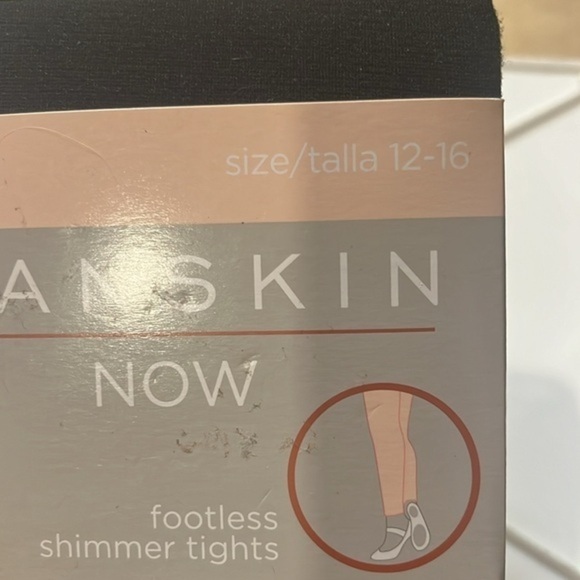 size/talla 12-16
ANSKIN
NOW
footless
shimmer tights